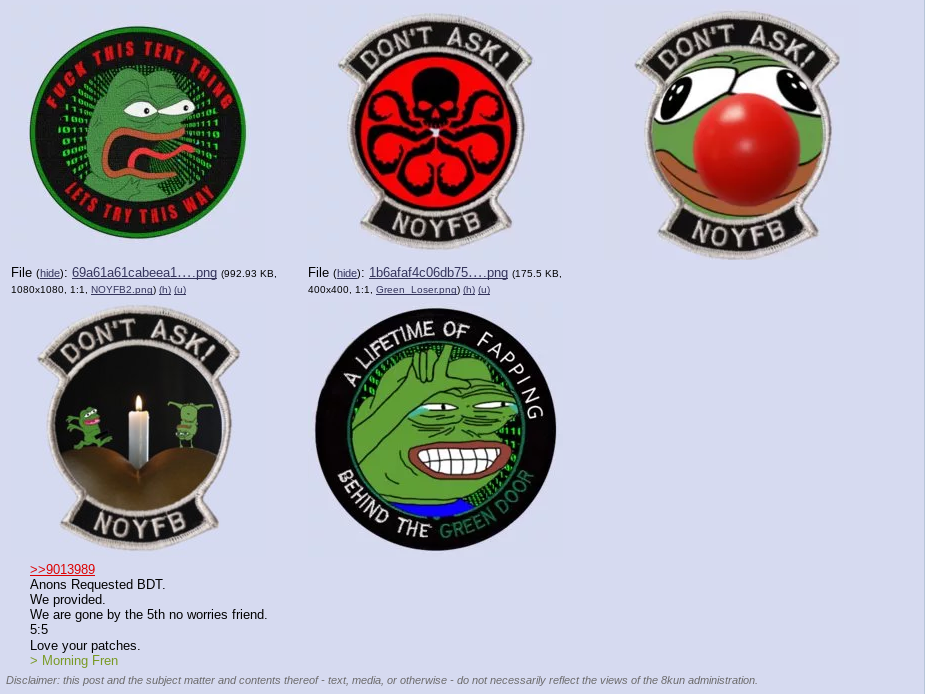 FUCK THIS TEXT THING
LETS TRY THIS WAY
DON'T ASK!
NOYFB
DON'T ASK!
NOYFB
File (hide): 69a61a61cabeea1….png (992.93 KB,
1080x1080, 1:1, NOYFB2.png) (h) (u)
File (hide): 1b6afaf4c06db75….png (175.5 KB,
400x400, 1:1, Green_Loser.png) (h) (u)
DON'T ASK!
NOYFB
A LIFETIME OF FAPPING
BEHIND THE GREEN DOOR
>>9013989
Anons Requested BDT.
We provided.
We are gone by the 5th no worries friend.
5:5
Love your patches.
> Morning Fren
Disclaimer: this post and the subject matter and contents thereof - text, media, or otherwise - do not necessarily reflect the views of the 8kun administration.